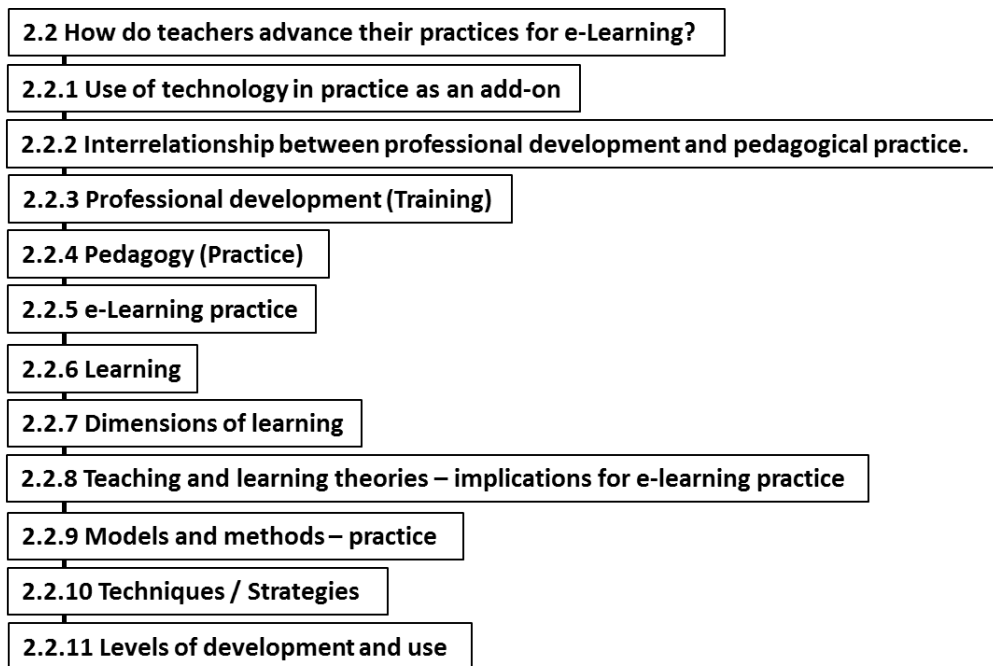 2.2 How do teachers advance their practices for e-Learning?
2.2.1 Use of technology in practice as an add-on
2.2.2 Interrelationship between professional development and pedagogical practice.
2.2.3 Professional development (Training)
2.2.4 Pedagogy (Practice)
2.2.5 e-Learning practice
2.2.6 Learning
2.2.7 Dimensions of learning
2.2.8 Teaching and learning theories – implications for e-learning practice
2.2.9 Models and methods – practice
2.2.10 Techniques / Strategies
2.2.11 Levels of development and use